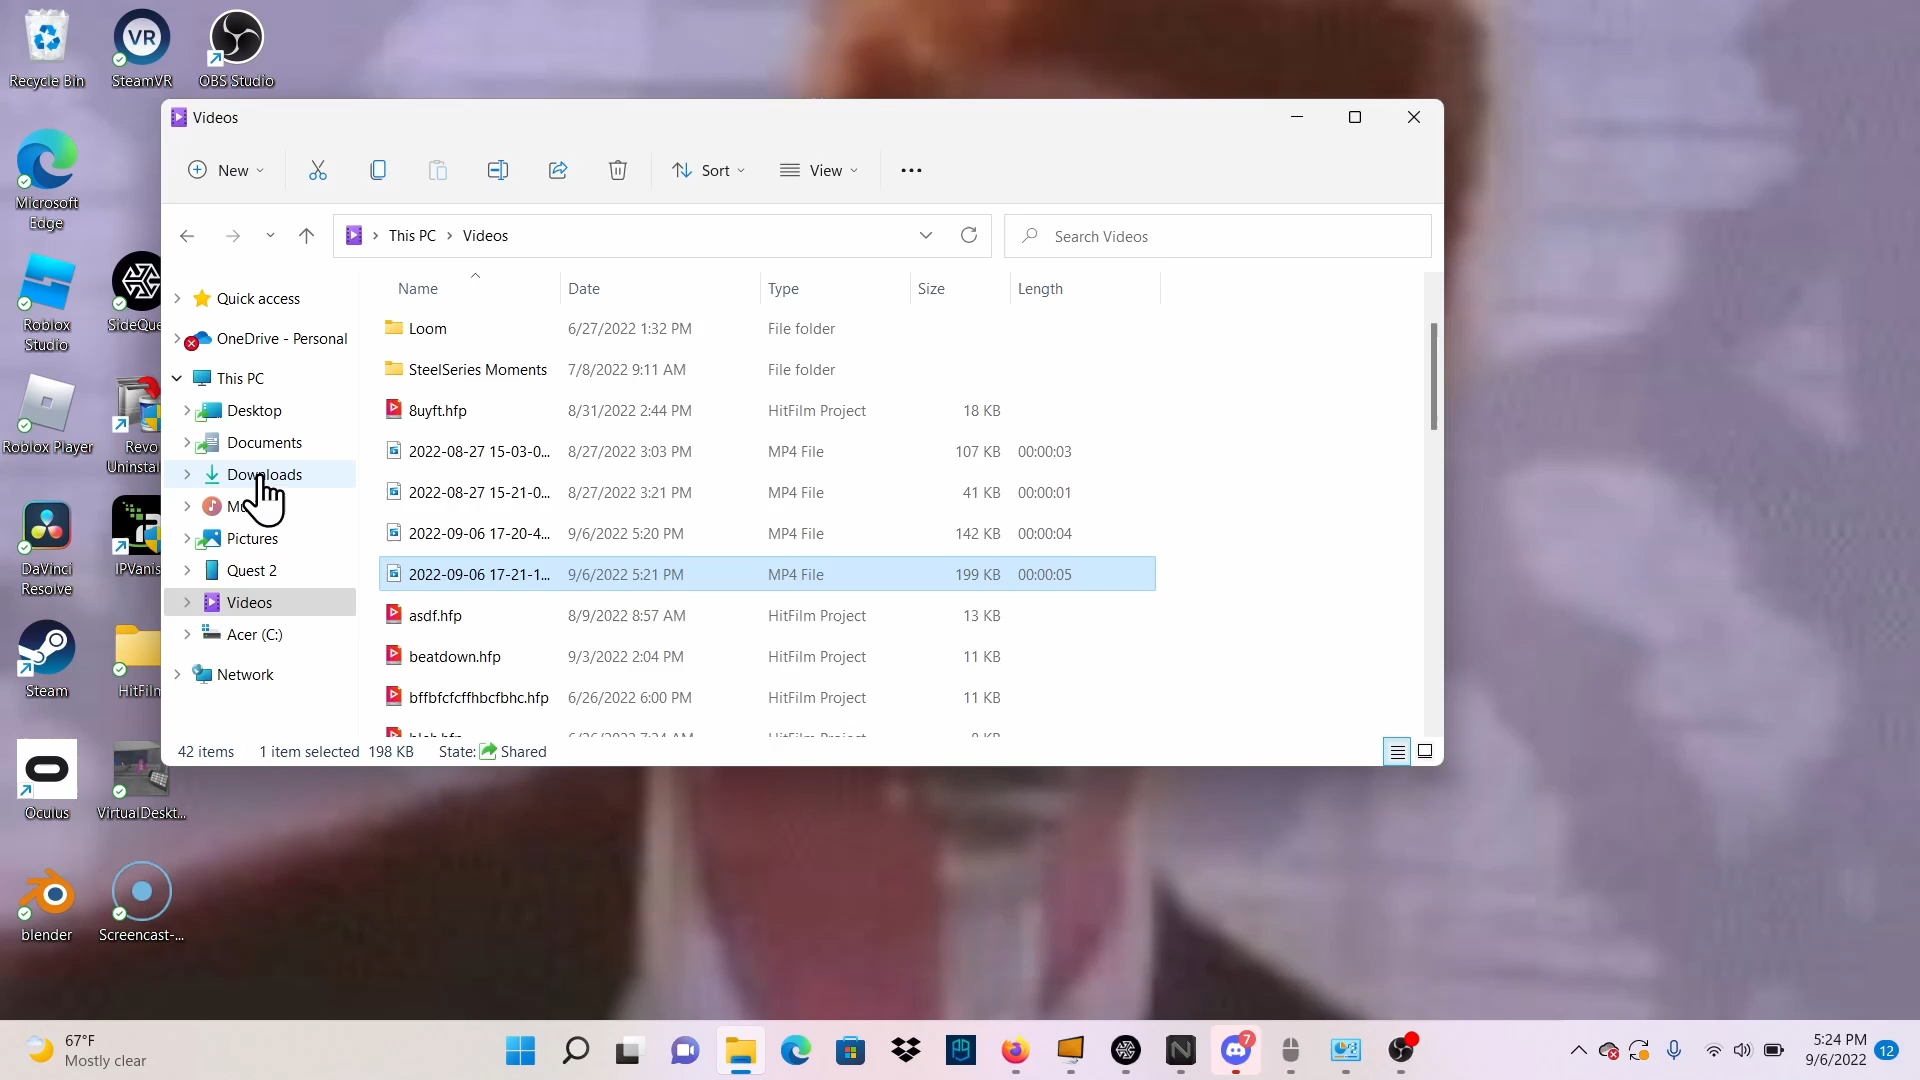 Recycle Bin
SteamVR
OBS Studio
Microsoft
Edge
Roblox
Studio
SideQue
Roblox Player
Revo
Uninstal
DaVinci
Resolve
IPVanis
Steam
HitFilm
Oculus
VirtualDeskt...
blender
Screencast-...
Videos
New
Sort
View
This PC
Videos
Search Videos
Quick access
OneDrive - Personal
This PC
Desktop
Documents
Downloads
Pictures
Quest 2
Videos
Acer (C:)
Network
Name Date Type Size Length
Loom 6/27/2022 1:32 PM File folder
SteelSeries Moments 7/8/2022 9:11 AM File folder
8uyft.hfp 8/31/2022 2:44 PM HitFilm Project 18 KB
2022-08-27 15-03-0... 8/27/2022 3:03 PM MP4 File 107 KB 00:00:03
2022-08-27 15-21-0... 8/27/2022 3:21 PM MP4 File 41 KB 00:00:01
2022-09-06 17-20-4... 9/6/2022 5:20 PM MP4 File 142 KB 00:00:04
2022-09-06 17-21-1... 9/6/2022 5:21 PM MP4 File 199 KB 00:00:05
asdf.hfp 8/9/2022 8:57 AM HitFilm Project 13 KB
beatdown.hfp 9/3/2022 2:04 PM HitFilm Project 11 KB
bffbfcfcffhbcfbhc.hfp 6/26/2022 6:00 PM HitFilm Project 11 KB
42 items 1 item selected 198 KB State: Shared
67°F
Mostly clear
7
5:24 PM
9/6/2022
12